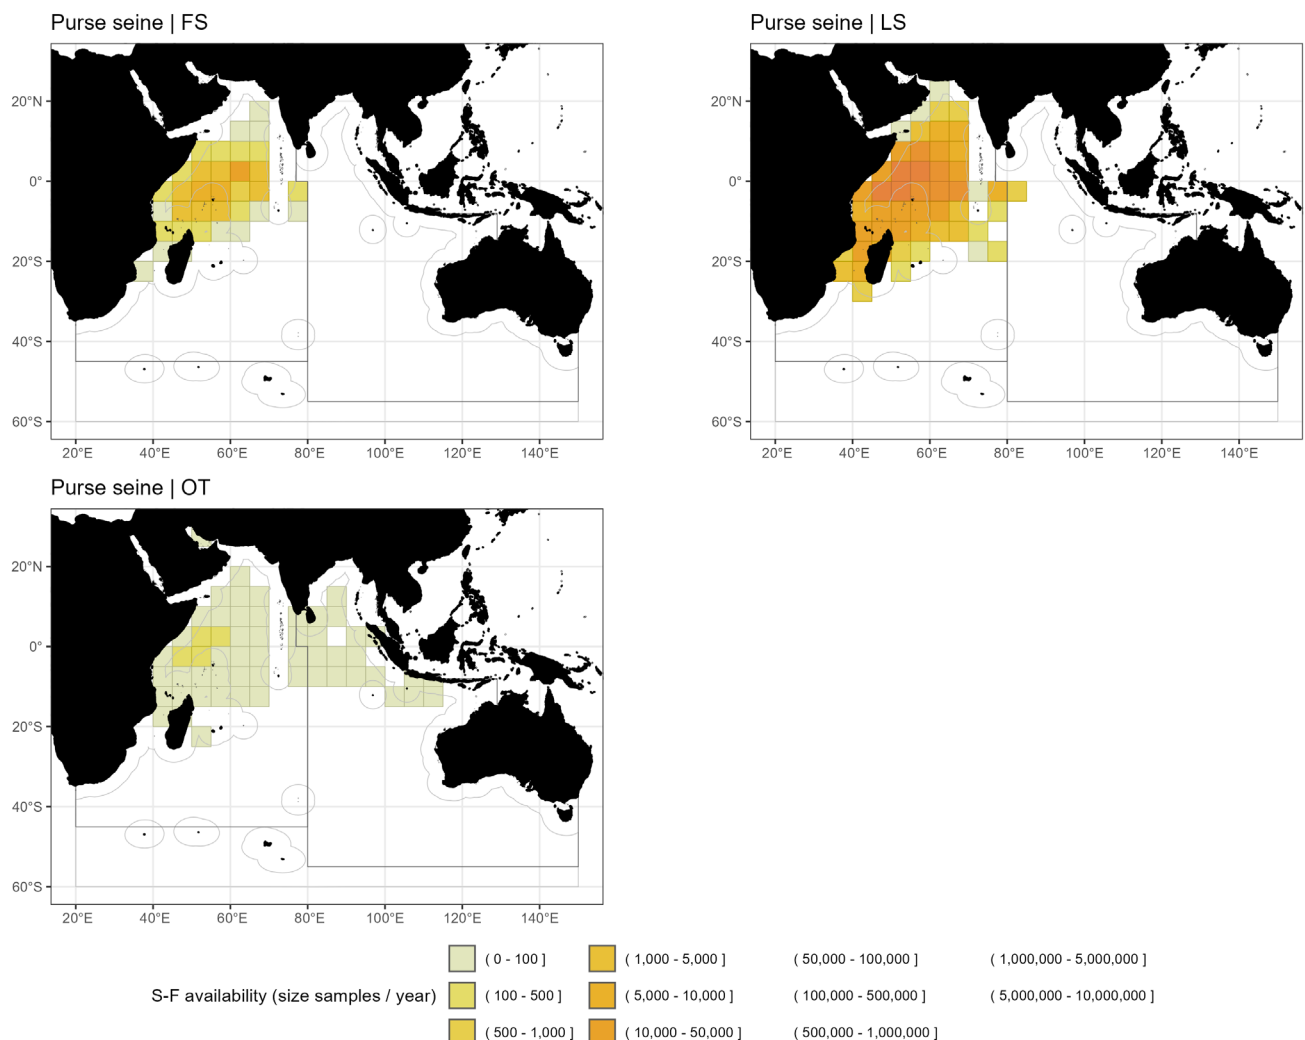 Purse seine | FS
Purse seine | LS
20°N
0°
20°S
40°S
60°S
20°E
40°E
60°E
80°E
100°E
120°E
140°E
20°N
0°
20°S
40°S
60°S
20°E
40°E
60°E
80°E
100°E
120°E
140°E
Purse seine | OT
20°N
0°
20°S
40°S
60°S
20°E
40°E
60°E
80°E
100°E
120°E
140°E
S-F availability (size samples / year)
( 0 - 100 ]
( 100 - 500 ]
( 500 - 1,000 ]
( 1,000 - 5,000 ]
( 5,000 - 10,000 ]
( 10,000 - 50,000 ]
( 50,000 - 100,000 ]
( 100,000 - 500,000 ]
( 500,000 - 1,000,000 ]
( 1,000,000 - 5,000,000 ]
( 5,000,000 - 10,000,000 ]